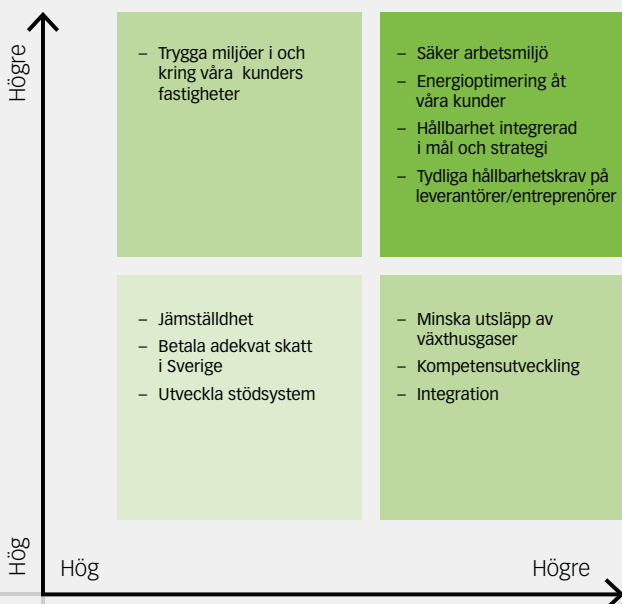 Högre
– Trygga miljöer i och
kring våra kunders
fastigheter
– Säker arbetsmiljö
– Energioptimering åt
våra kunder
– Hållbarhet integrerad
i mål och strategi
– Tydliga hållbarhetskrav på
leverantörer/entreprenörer
– Jämställdhet
– Betala adekvat skatt
i Sverige
– Utveckla stödsystem
– Minska utsläpp av
växthusgaser
– Kompetensutveckling
– Integration
Hög
Hög
Högre